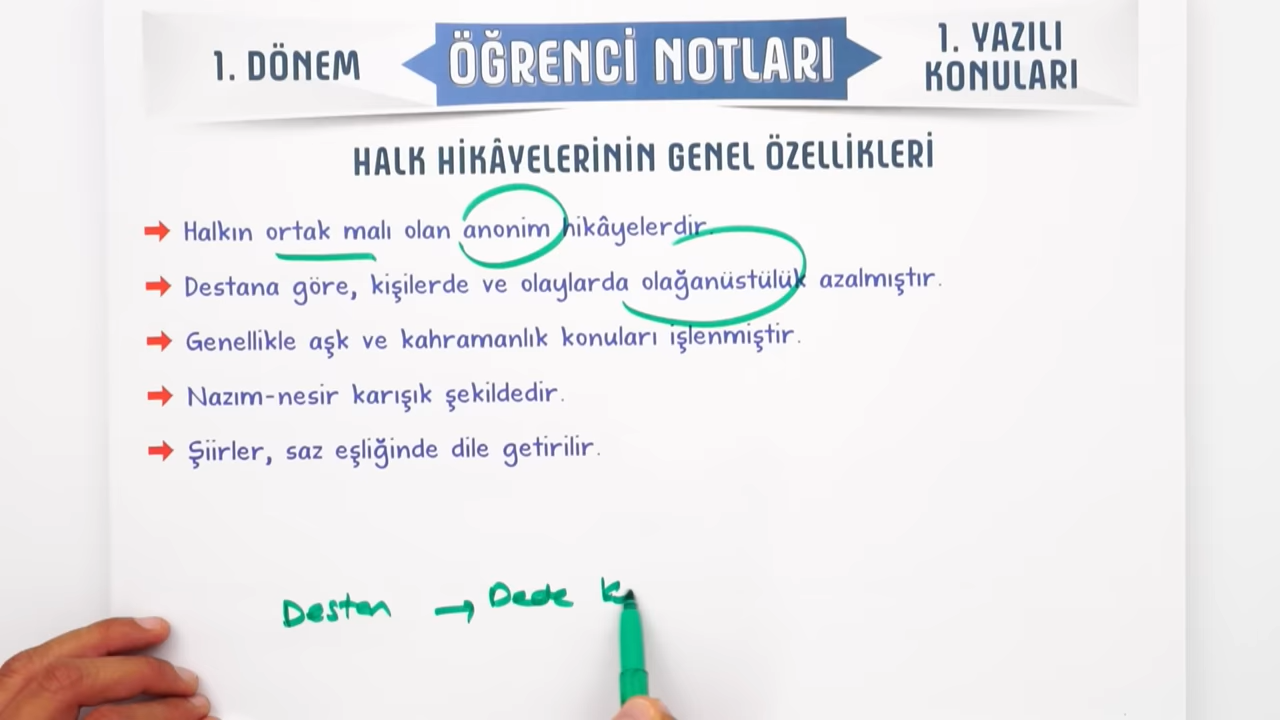 1. DÖNEM
ÖĞRENCİ NOTLARI
1. YAZILI
KONULARI
HALK HİKÂYELERİNİN GENEL ÖZELLİKLERİ
Halkın ortak malı olan anonim hikâyelerdir.
Destana göre, kişilerde ve olaylarda olağanüstülük azalmıştır.
Genellikle aşk ve kahramanlık konuları işlenmiştir.
Nazım-nesir karışık şekildedir.
Şiirler, saz eşliğinde dile getirilir.
Destan → Dede K